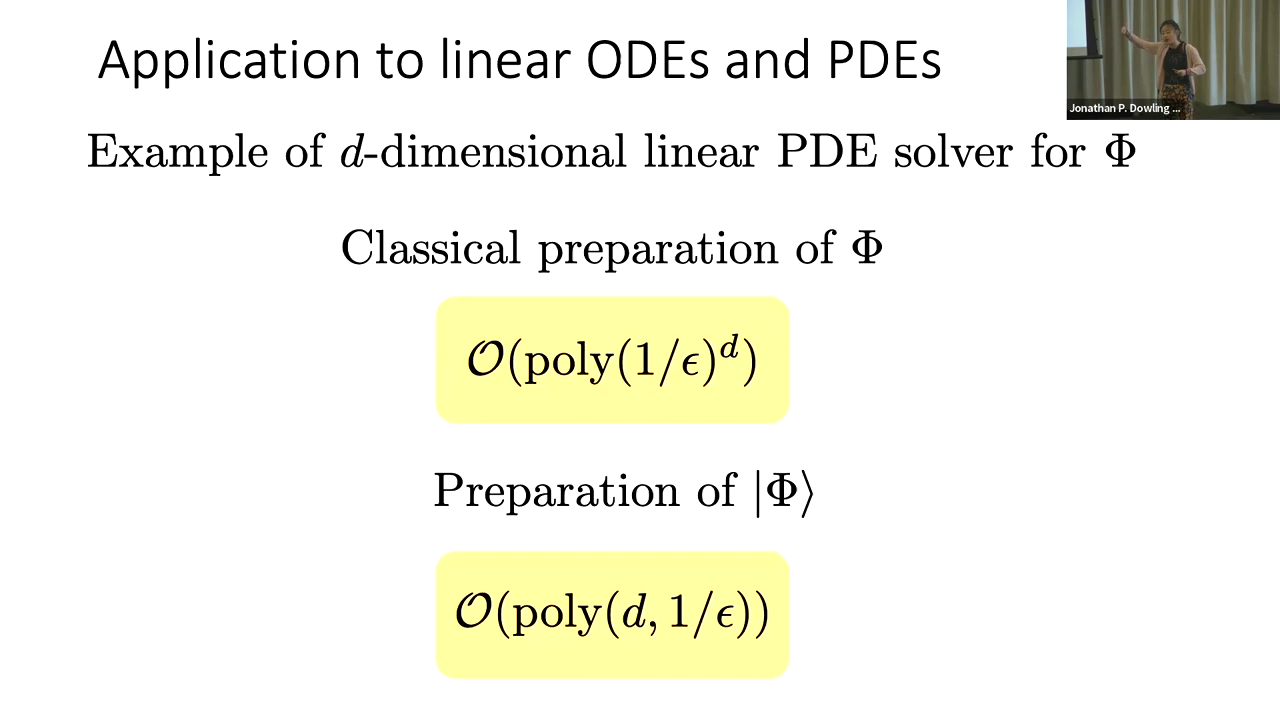 Application to linear ODEs and PDEs
Jonathan P. Dowling ...
Example of d-dimensional linear PDE solver for Φ
Classical preparation of Φ
𝒪(poly(1/ϵ)ᵈ)
Preparation of |Φ⟩
𝒪(poly(d, 1/ϵ))